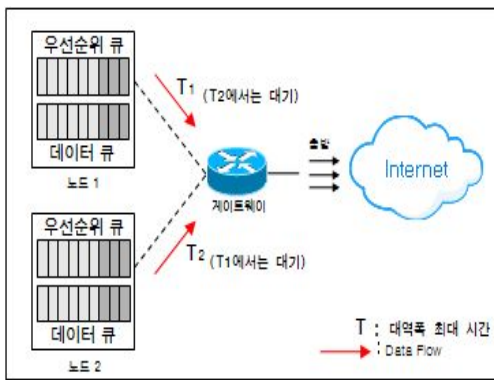 우선순위 큐
데이터 큐
노드 1
T1 (T2에서는 대기)
우선순위 큐
데이터 큐
노드 2
T2 (T1에서는 대기)
게이트웨이
출발
Internet
T : 대역폭 최대 시간
: Data Flow